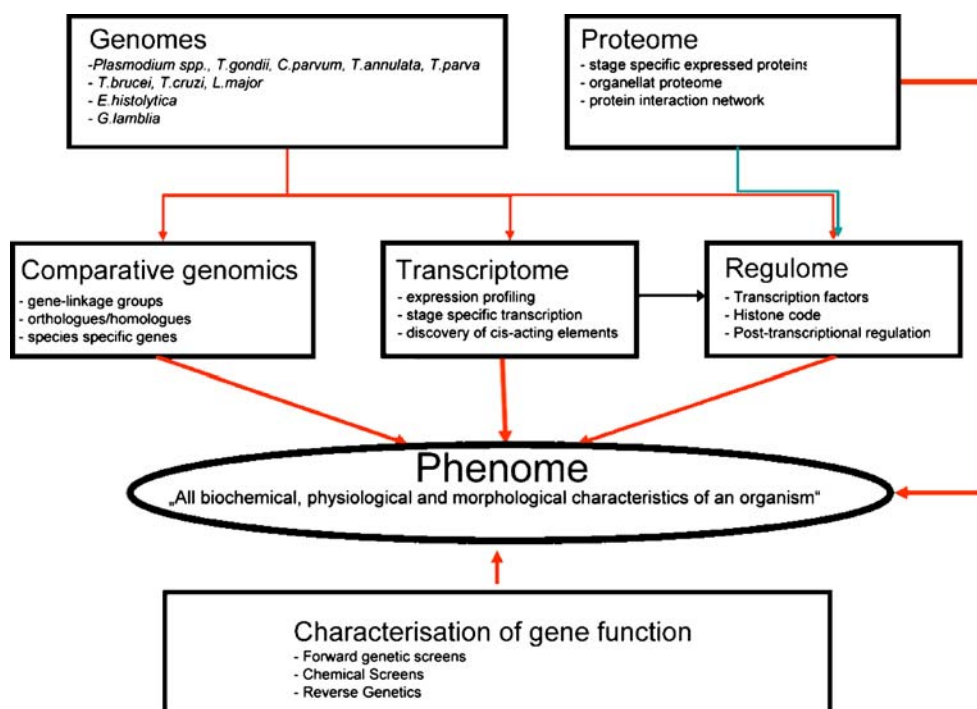 Genomes
-Plasmodium spp., T.gondii, C.parvum, T.annulata, T.parva
- T.brucei, T.cruzi, L.major
- E.histolytica
- G.lamblia
Proteome
- stage specific expressed proteins
- organellat proteome
- protein interaction network
Comparative genomics
- gene-linkage groups
- orthologues/homologues
- species specific genes
Transcriptome
- expression profiling
- stage specific transcription
- discovery of cis-acting elements
Regulome
- Transcription factors
- Histone code
- Post-transcriptional regulation
Phenome
„All biochemical, physiological and morphological characteristics of an organism“
Characterisation of gene function
- Forward genetic screens
- Chemical Screens
- Reverse Genetics